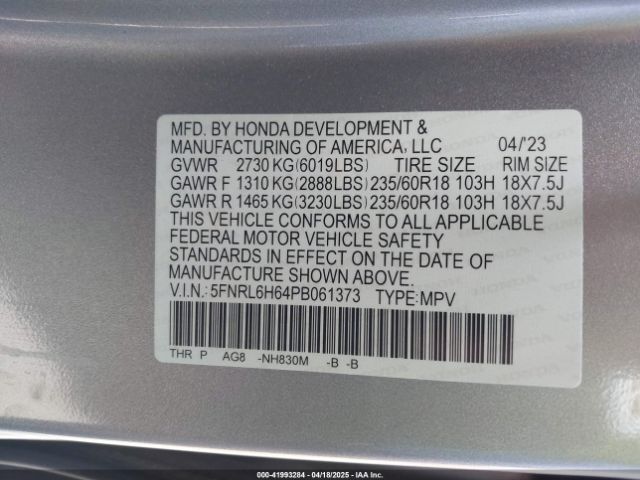 MFD. BY HONDA DEVELOPMENT &
MANUFACTURING OF AMERICA, LLC 04/'23
GVWR 2730 KG(6019LBS) TIRE SIZE RIM SIZE
GAWR F 1310 KG(2888LBS) 235/60R18 103H 18X7.5J
GAWR R 1465 KG(3230LBS) 235/60R18 103H 18X7.5J
THIS VEHICLE CONFORMS TO ALL APPLICABLE
FEDERAL MOTOR VEHICLE SAFETY
STANDARDS IN EFFECT ON THE DATE OF
MANUFACTURE SHOWN ABOVE.
V.I.N.:5FNRL6H64PB061373 TYPE:MPV
THR P AG8 -NH830M -B -B
000-41993284 - 04/18/2025 - IAA Inc.